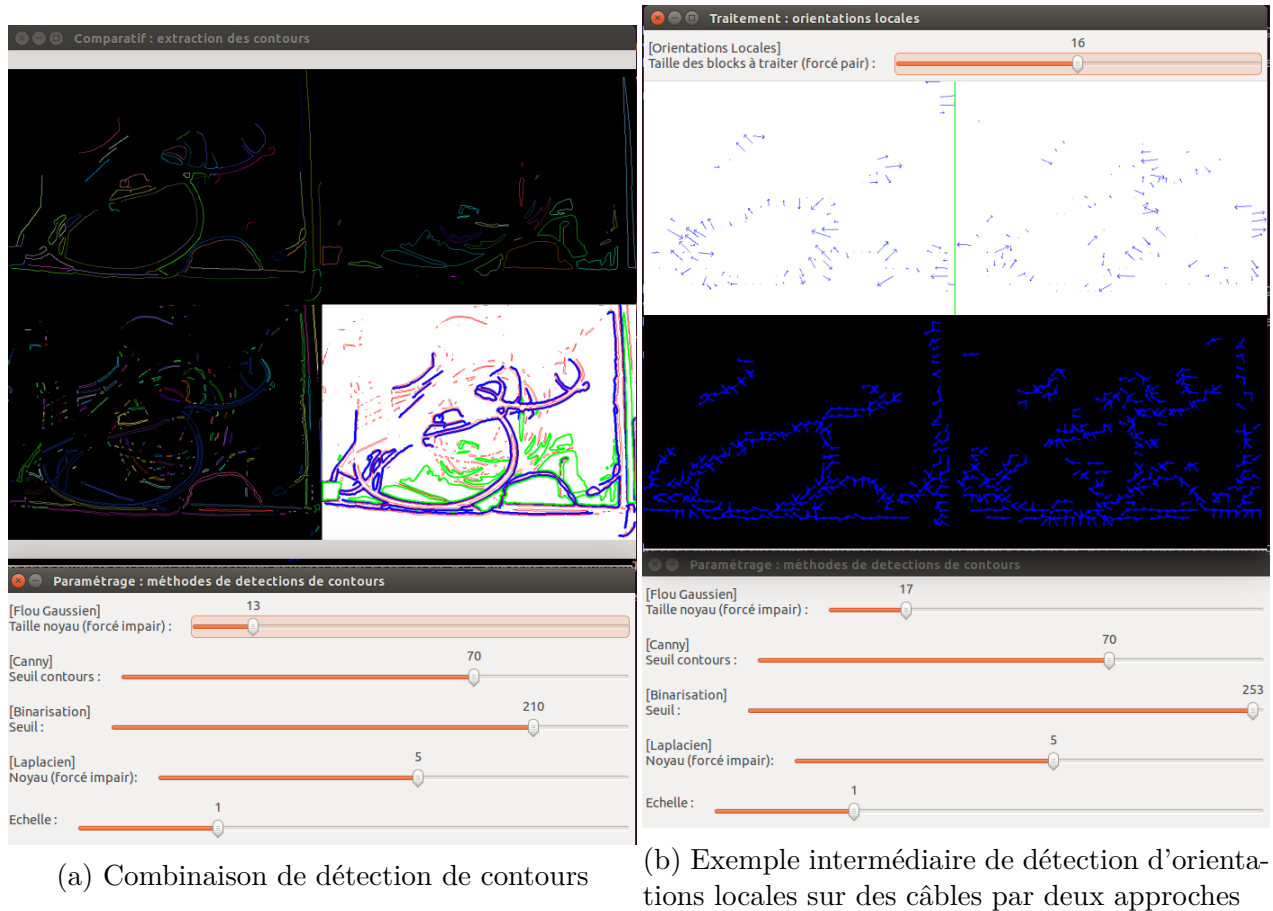 Comparatif : extraction des contours
Paramétrage : méthodes de detections de contours
[Flou Gaussien]
13
Taille noyau (forcé impair) :
[Canny]
70
Seuil contours :
[Binarisation]
210
Seuil :
[Laplacien]
5
Noyau (forcé impair):
1
Echelle :
(a) Combinaison de détection de contours
Traitement : orientations locales
[Orientations Locales]
16
Taille des blocks à traiter (forcé pair) :
Paramétrage : méthodes de detections de contours
[Flou Gaussien]
17
Taille noyau (forcé impair) :
[Canny]
70
Seuil contours :
[Binarisation]
253
Seuil :
[Laplacien]
5
Noyau (forcé impair):
1
Echelle :
(b) Exemple intermédiaire de détection d'orienta-
tions locales sur des câbles par deux approches